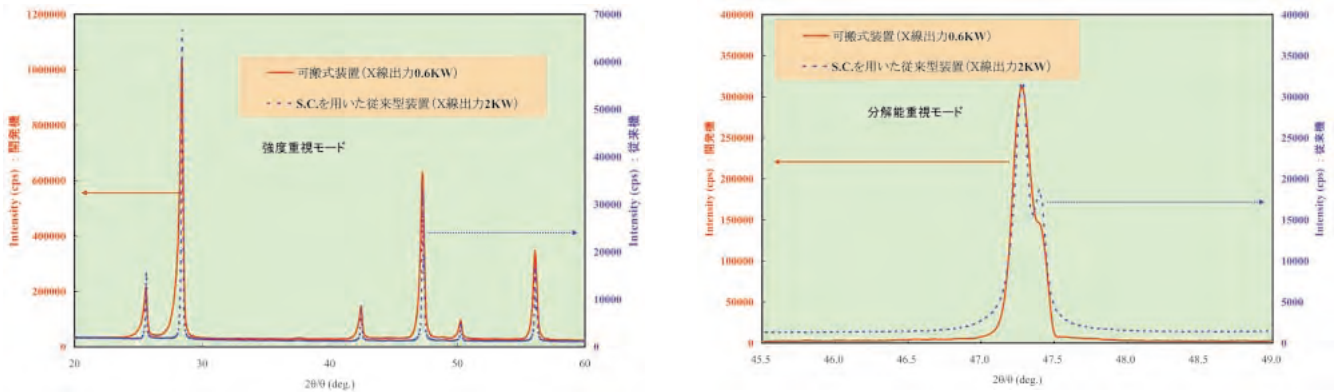 1200000
1000000
800000
600000
400000
200000
0
Intensity (cps) : 開発機
70000
60000
50000
40000
30000
20000
10000
0
Intensity (cps) : 従来機
可搬式装置(X線出力0.6KW)
S.C.を用いた従来型装置(X線出力2KW)
強度重視モード
20 30 40 50 60
2θ/θ (deg.)
400000
350000
300000
250000
200000
150000
100000
50000
0
Intensity (cps) : 開発機
40000
35000
30000
25000
20000
15000
10000
5000
0
Intensity (cps) : 従来機
可搬式装置(X線出力0.6KW)
S.C.を用いた従来型装置(X線出力2KW)
分解能重視モード
45.5 46.0 46.5 47.0 47.5 48.0 48.5 49.0
2θ/θ (deg.)